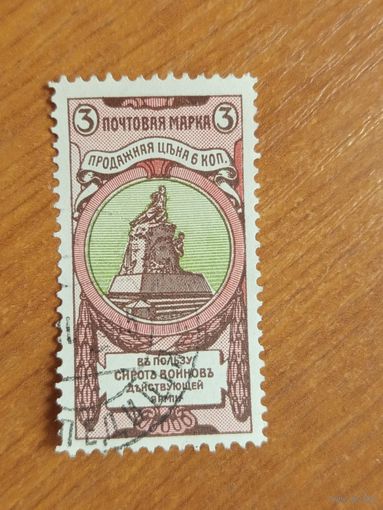 3 ПОЧТОВАЯ МАРКА 3
ПРОДАЖНАЯ ЦѢНА 6 КОП.
ВЪ ПОЛЬЗУ
СИРОТЪ ВОИНОВЪ
ДѢЙСТВУЮЩЕЙ
АРМІИ